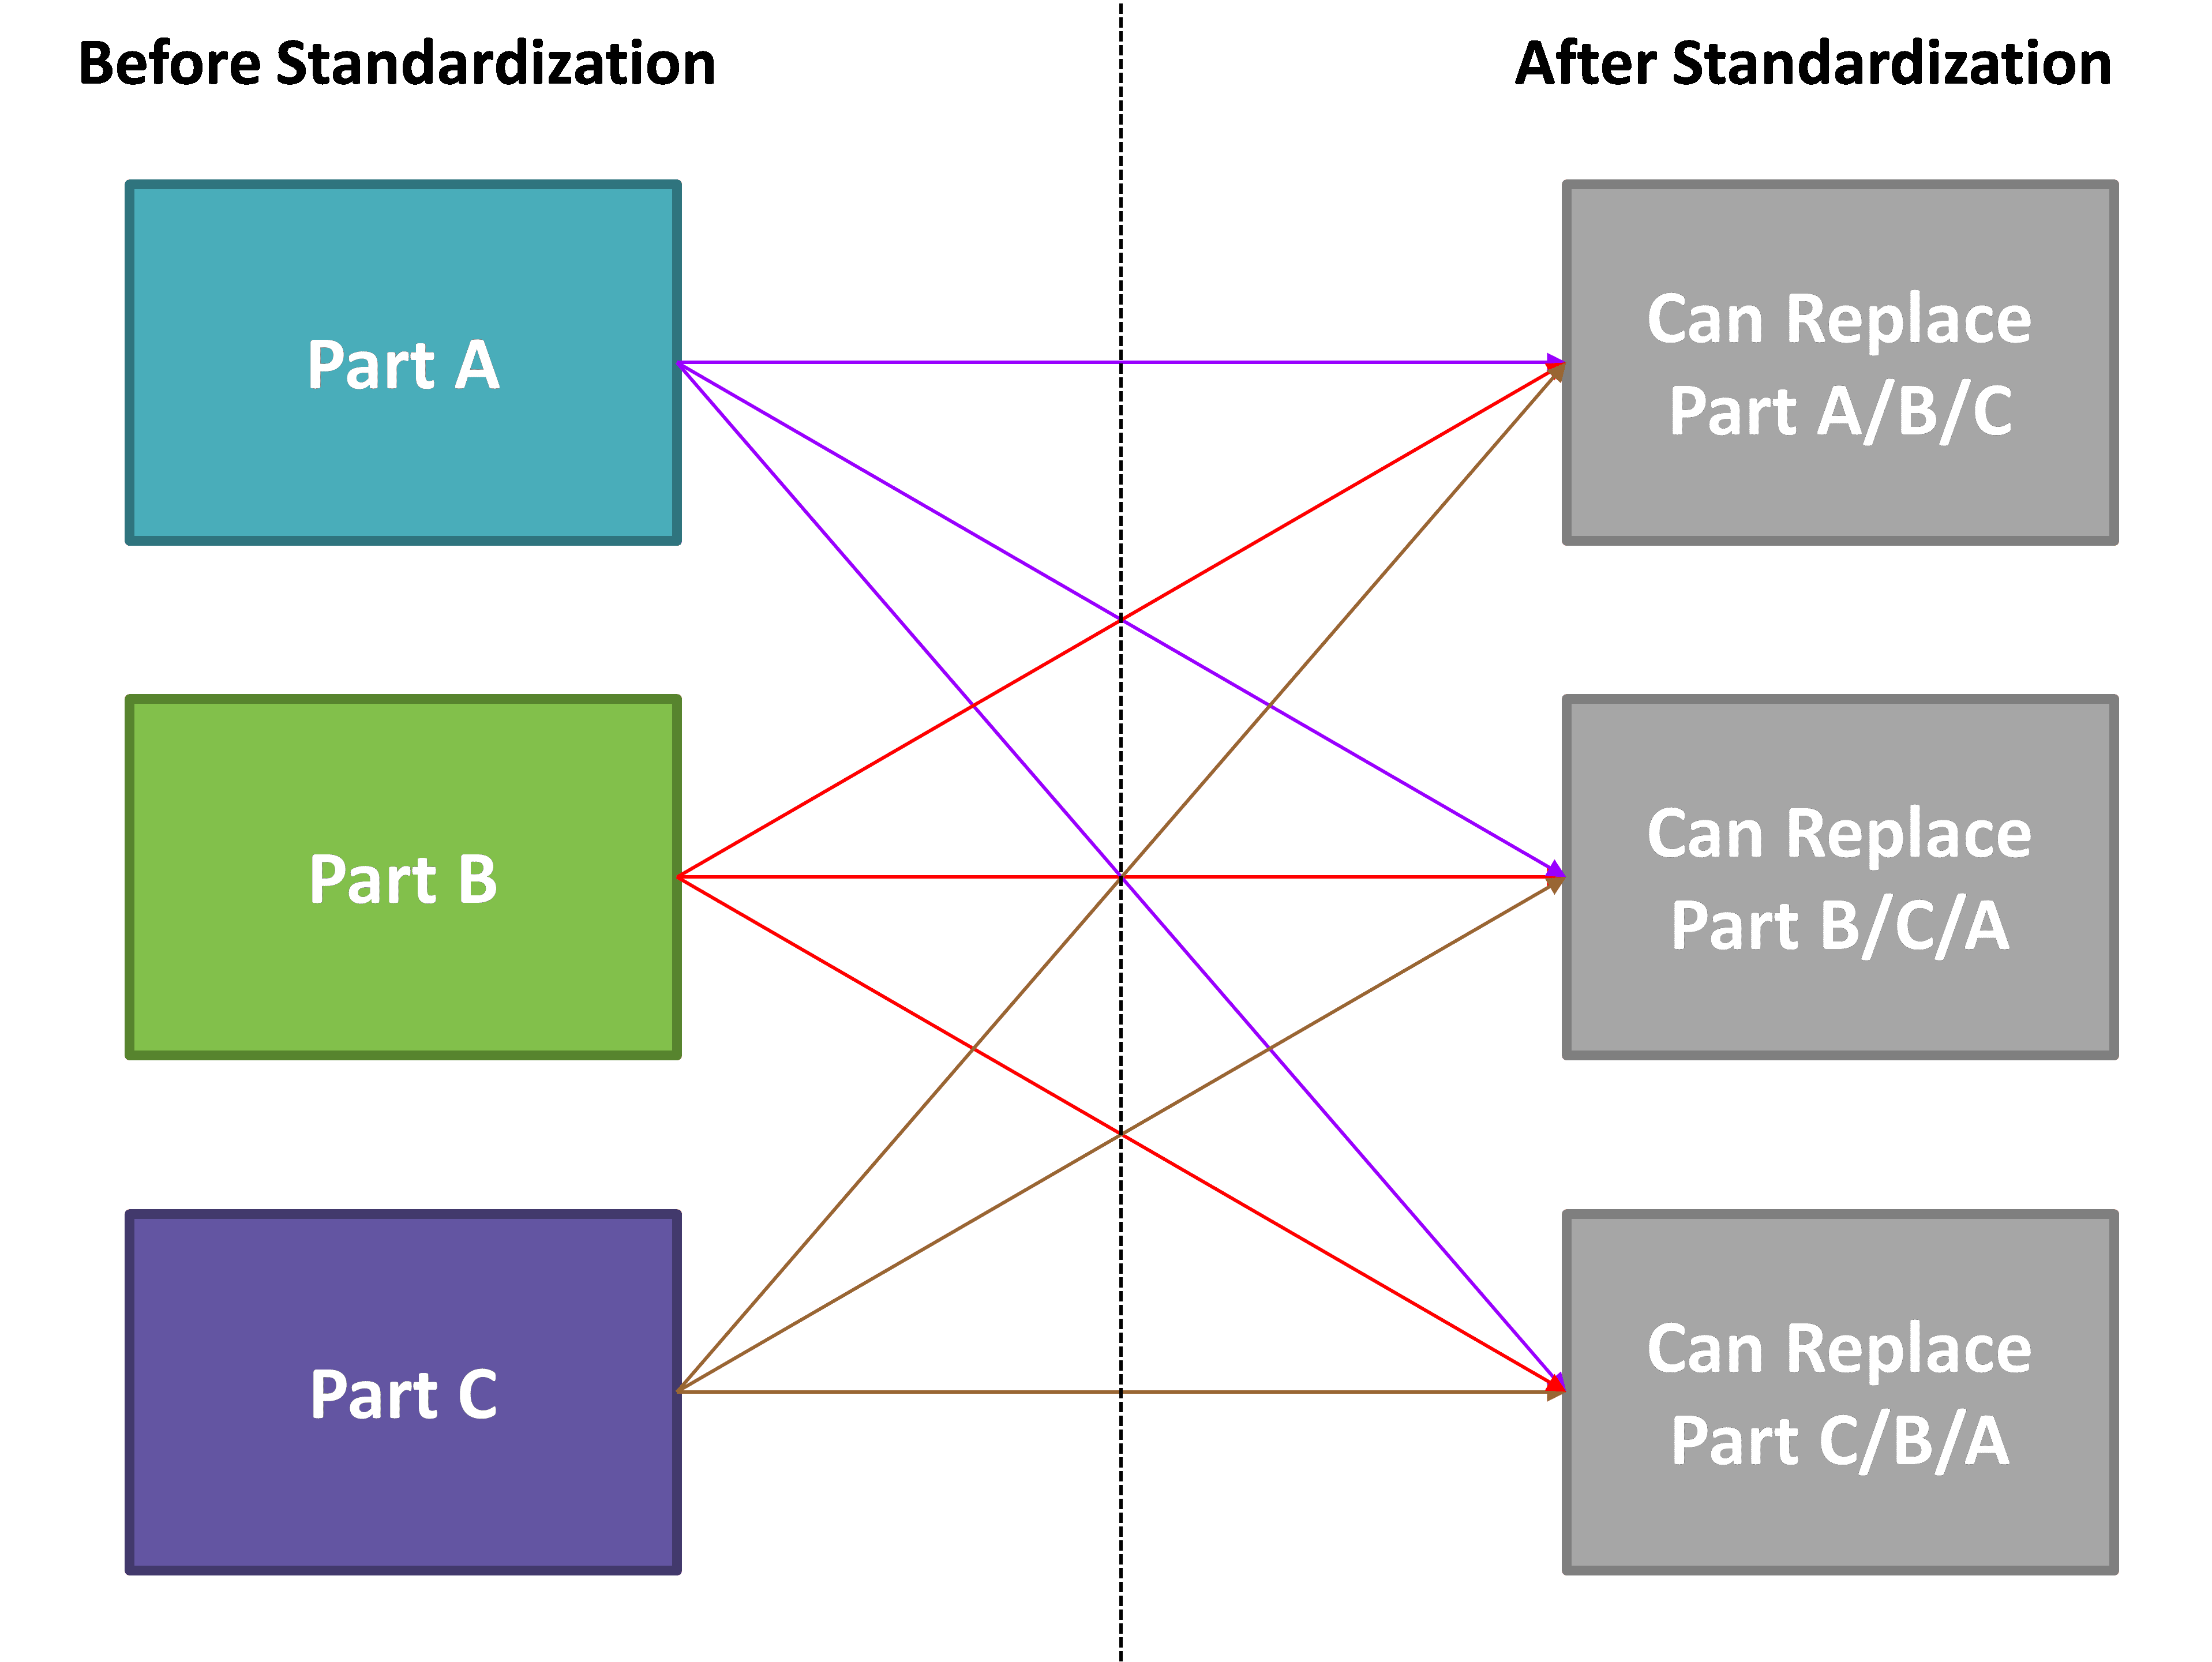 Before Standardization
After Standardization
Part A
Can Replace
Part A/B/C
Part B
Can Replace
Part B/C/A
Part C
Can Replace
Part C/B/A